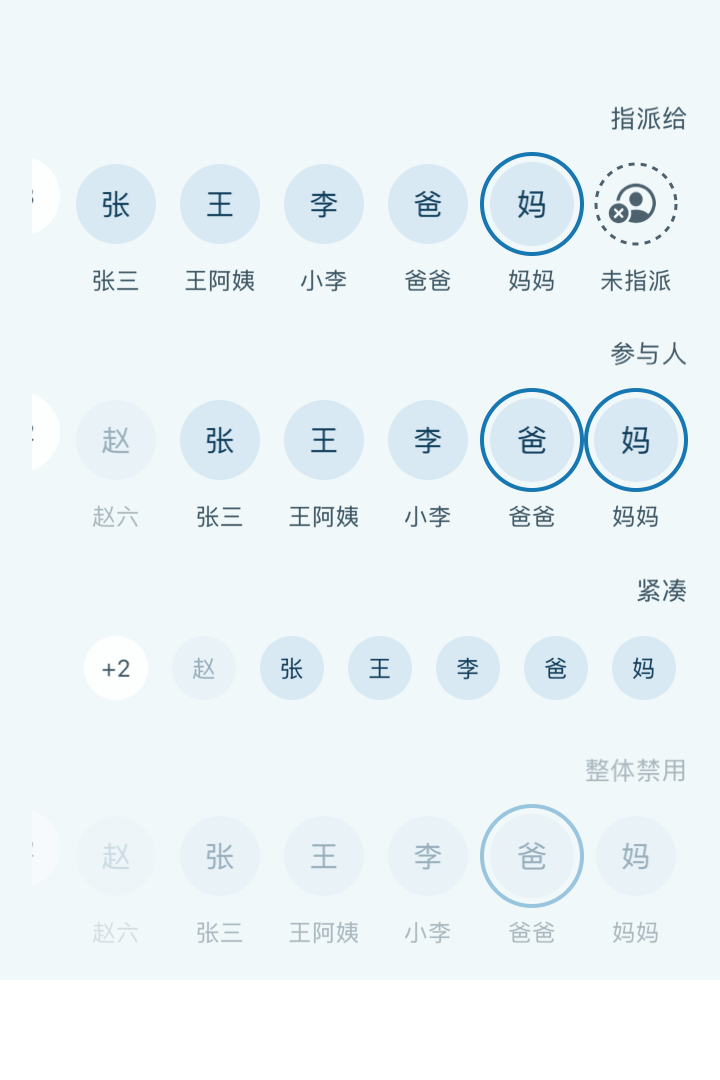 指派给
张 王 李 爸 妈
张三 王阿姨 小李 爸爸 妈妈 未指派
参与人
赵 张 王 李 爸 妈
赵六 张三 王阿姨 小李 爸爸 妈妈
紧凑
+2 赵 张 王 李 爸 妈
整体禁用
赵 张 王 李 爸 妈
赵六 张三 王阿姨 小李 爸爸 妈妈